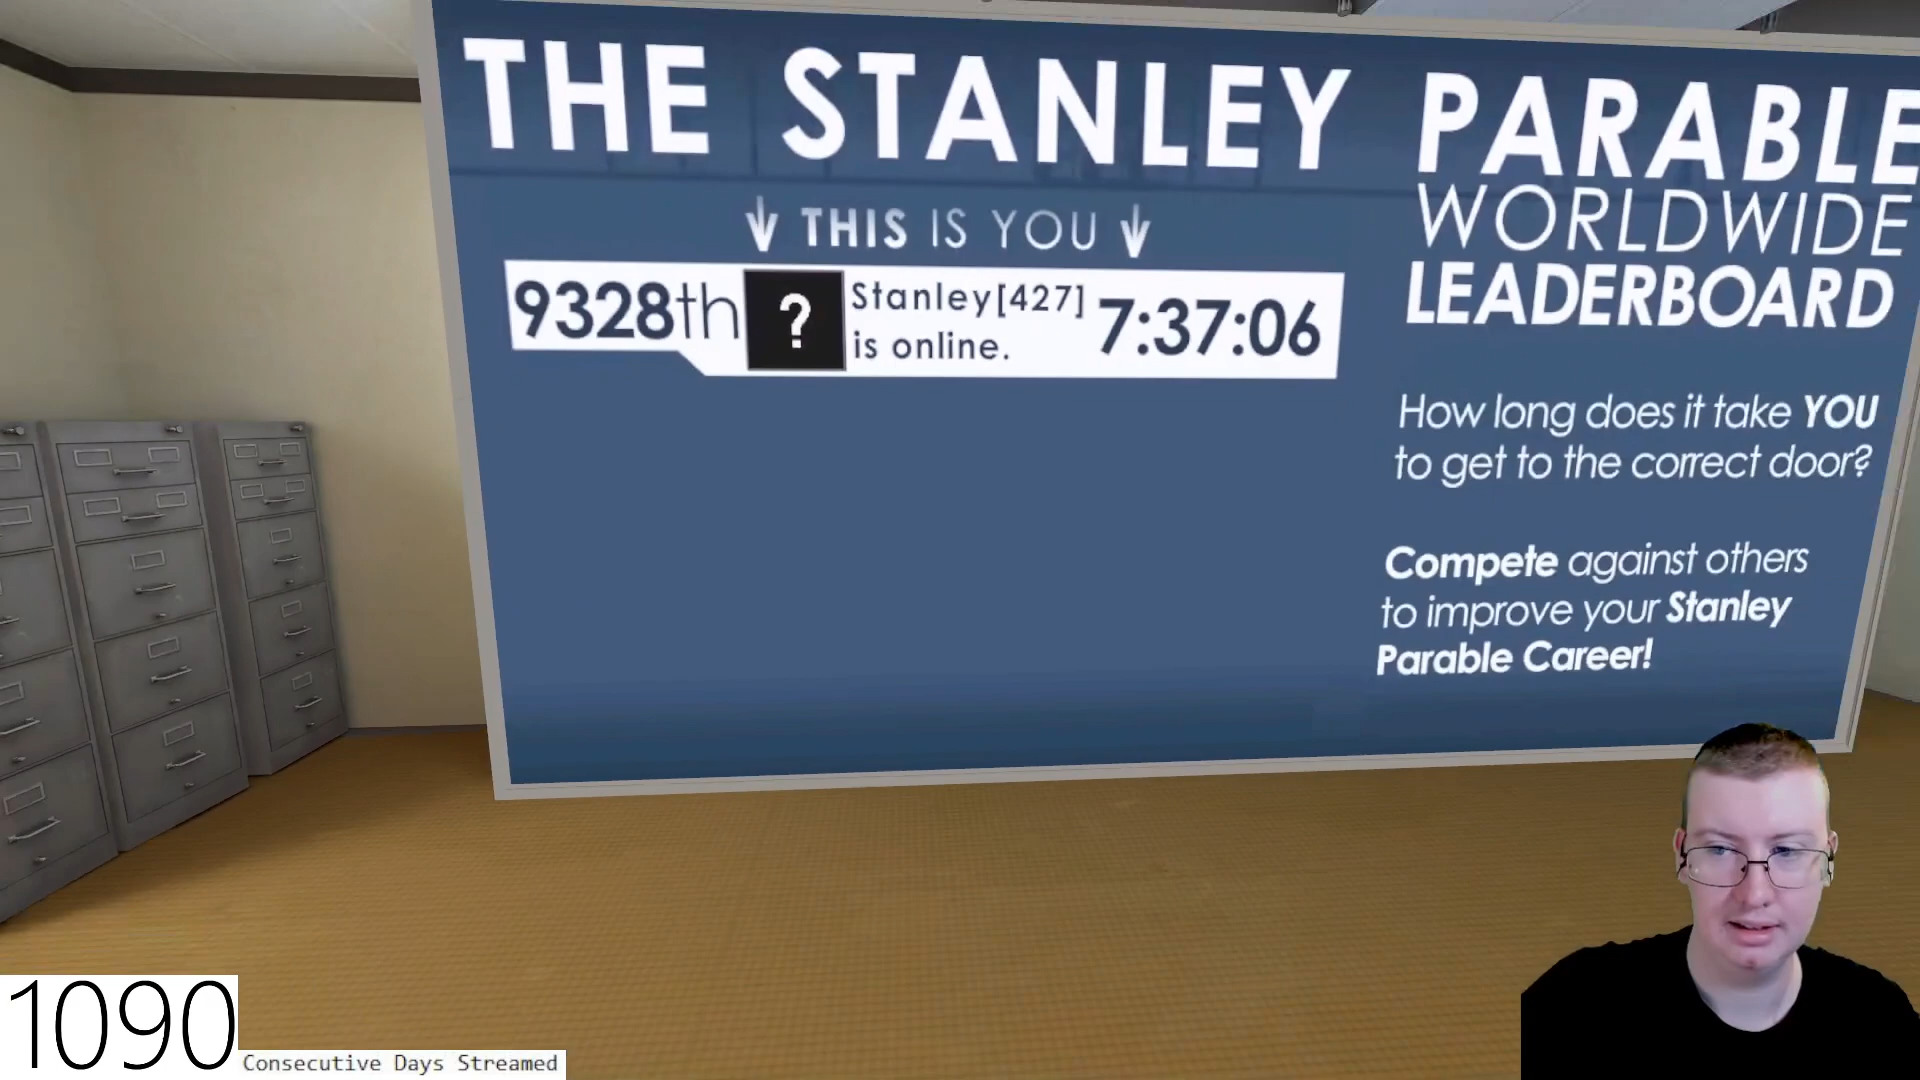 THE STANLEY PARABLE
WORLDWIDE
LEADERBOARD
THIS IS YOU
9328th ? Stanley[427] is online. 7:37:06
How long does it take YOU
to get to the correct door?
Compete against others
to improve your Stanley
Parable Career!
1090
Consecutive Days Streamed